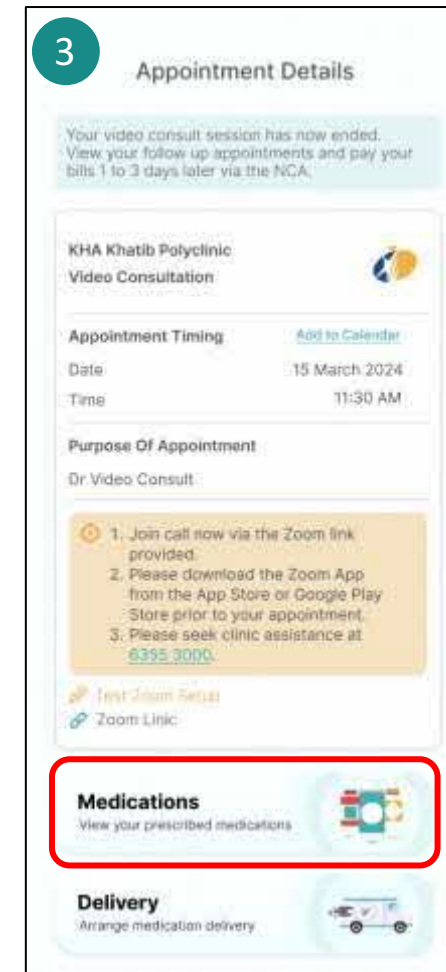 3
Appointment Details
Your video consult session has now ended.
View your follow up appointments and pay your
bills 1 to 3 days later via the NCA.
KHA Khatib Polyclinic
Video Consultation
Appointment Timing Add to Calendar
Date 15 March 2024
Time 11:30 AM
Purpose Of Appointment
Dr Video Consult
1. Join call now via the Zoom link
provided.
2. Please download the Zoom App
from the App Store or Google Play
Store prior to your appointment.
3. Please seek clinic assistance at
6355 3000.
Test Zoom Setup
Zoom Link
Medications
View your prescribed medications
Delivery
Arrange medication delivery